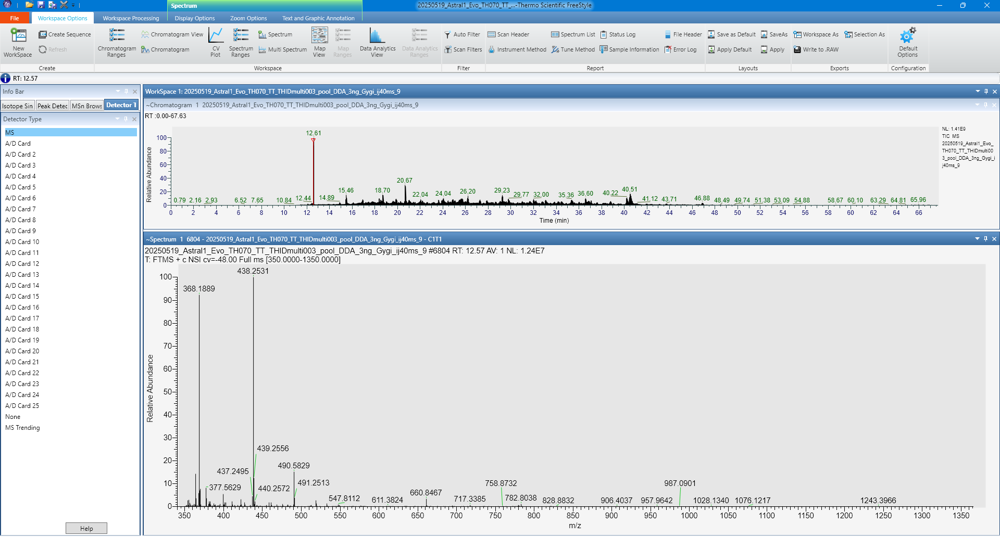 Spectrum
20250519_Astral1_Evo_TH070_TT_...-Thermo Scientific FreeStyle
File
Workspace Options
Workspace Processing
Display Options
Zoom Options
Text and Graphic Annotation
New WorkSpace
Create Sequence
Refresh
Create
Chromatogram Ranges
Chromatogram View
Chromatogram
CV Plot
Spectrum Ranges
Spectrum
Multi Spectrum
Map View
Map Ranges
Data Analytics View
Data Analytics Ranges
Workspace
Auto Filter
Scan Filters
Filter
Scan Header
Spectrum List
Status Log
File Header
Instrument Method
Tune Method
Sample Information
Error Log
Report
Save as Default
SaveAs
Apply Default
Apply
Layouts
Workspace As
Selection As
Write to .RAW
Exports
Default Options
Configuration
RT: 12.57
Info Bar
Isotope Sin
Peak Detec
MSn Brows
Detector T
Detector Type
MS
A/D Card
A/D Card 2
A/D Card 3
A/D Card 4
A/D Card 5
A/D Card 6
A/D Card 7
A/D Card 8
A/D Card 9
A/D Card 10
A/D Card 11
A/D Card 12
A/D Card 13
A/D Card 14
A/D Card 15
A/D Card 16
A/D Card 17
A/D Card 18
A/D Card 19
A/D Card 20
A/D Card 21
A/D Card 22
A/D Card 23
A/D Card 24
A/D Card 25
None
MS Trending
Help
WorkSpace 1: 20250519_Astral1_Evo_TH070_TT_THIDmulti003_pool_DDA_3ng_Gygi_ij40ms_9
~Chromatogram 1 20250519_Astral1_Evo_TH070_TT_THIDmulti003_pool_DDA_3ng_Gygi_ij40ms_9
RT :0.00-67.63
NL: 1.41E9
TIC MS
20250519_Astral1_Evo_
TH070_TT_THIDmulti00
3_pool_DDA_3ng_Gygi_i
j40ms_9
Relative Abundance
100
80
60
40
20
0
12.61
0.79 2.16 2.93 6.52 7.65 10.84 12.44 14.89 15.46 18.70 20.67 22.04 24.04 26.20 29.23 29.77 32.00 35.36 36.60 40.22 40.51 41.12 43.71 46.88 48.49 49.74 51.38 53.09 54.88 58.67 60.10 63.29 64.81 65.96
0 2 4 6 8 10 12 14 16 18 20 22 24 26 28 30 32 34 36 38 40 42 44 46 48 50 52 54 56 58 60 62 64 66
Time (min)
~Spectrum 1 6804 - 20250519_Astral1_Evo_TH070_TT_THIDmulti003_pool_DDA_3ng_Gygi_ij40ms_9 - C1T1
20250519_Astral1_Evo_TH070_TT_THIDmulti003_pool_DDA_3ng_Gygi_ij40ms_9 #6804 RT: 12.57 AV: 1 NL: 1.24E7
T: FTMS + c NSI cv=-48.00 Full ms [350.0000-1350.0000]
Relative Abundance
100
90
80
70
60
50
40
30
20
10
0
438.2531
368.1889
439.2556
490.5829
437.2495
491.2513
377.5629
440.2572
547.8112
611.3824
660.8467
717.3385
758.8732
782.8038
828.8832
906.4037
957.9642
987.0901
1028.1340
1076.1217
1243.3966
350 400 450 500 550 600 650 700 750 800 850 900 950 1000 1050 1100 1150 1200 1250 1300 1350
m/z